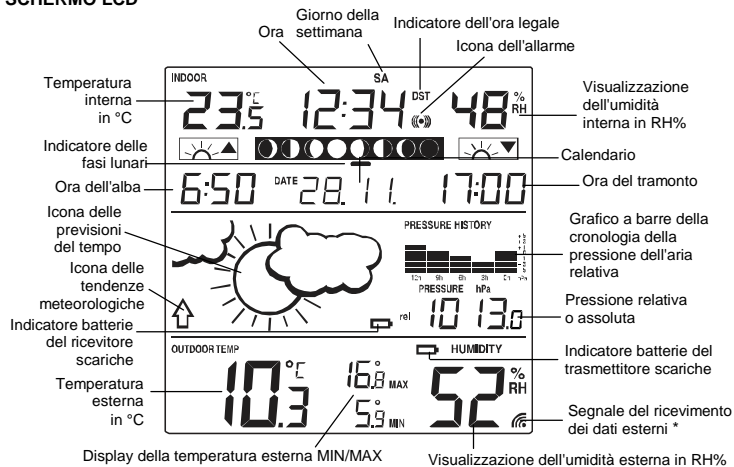 SCHERMO LCD
Giorno della
settimana
Ora
Indicatore dell'ora legale
Icona dell'allarme
Temperatura
interna
in °C
INDOOR
23.5 °C
SA
12:34
DST
48 %
RH
Visualizzazione
dell'umidità
interna in RH%
Indicatore delle
fasi lunari
Calendario
Ora dell'alba
6:50
DATE 28. 11.
17:00
Ora del tramonto
Icona delle
previsioni
del tempo
Icona delle
tendenze
meteorologiche
Indicatore batterie
del ricevitore
scariche
PRESSURE HISTORY
12h 9h 6h 3h 0h hPa
PRESSURE hPa
rel 1013.0
Grafico a barre della
cronologia della
pressione dell'aria
relativa
Pressione relativa
o assoluta
OUTDOOR TEMP
10.3 °C
16.8° MAX
5.9° MIN
HUMIDITY
52 %
RH
Indicatore batterie del
trasmettitore scariche
Temperatura
esterna
in °C
Segnale del ricevimento
dei dati esterni *
Display della temperatura esterna MIN/MAX
Visualizzazione dell'umidità esterna in RH%